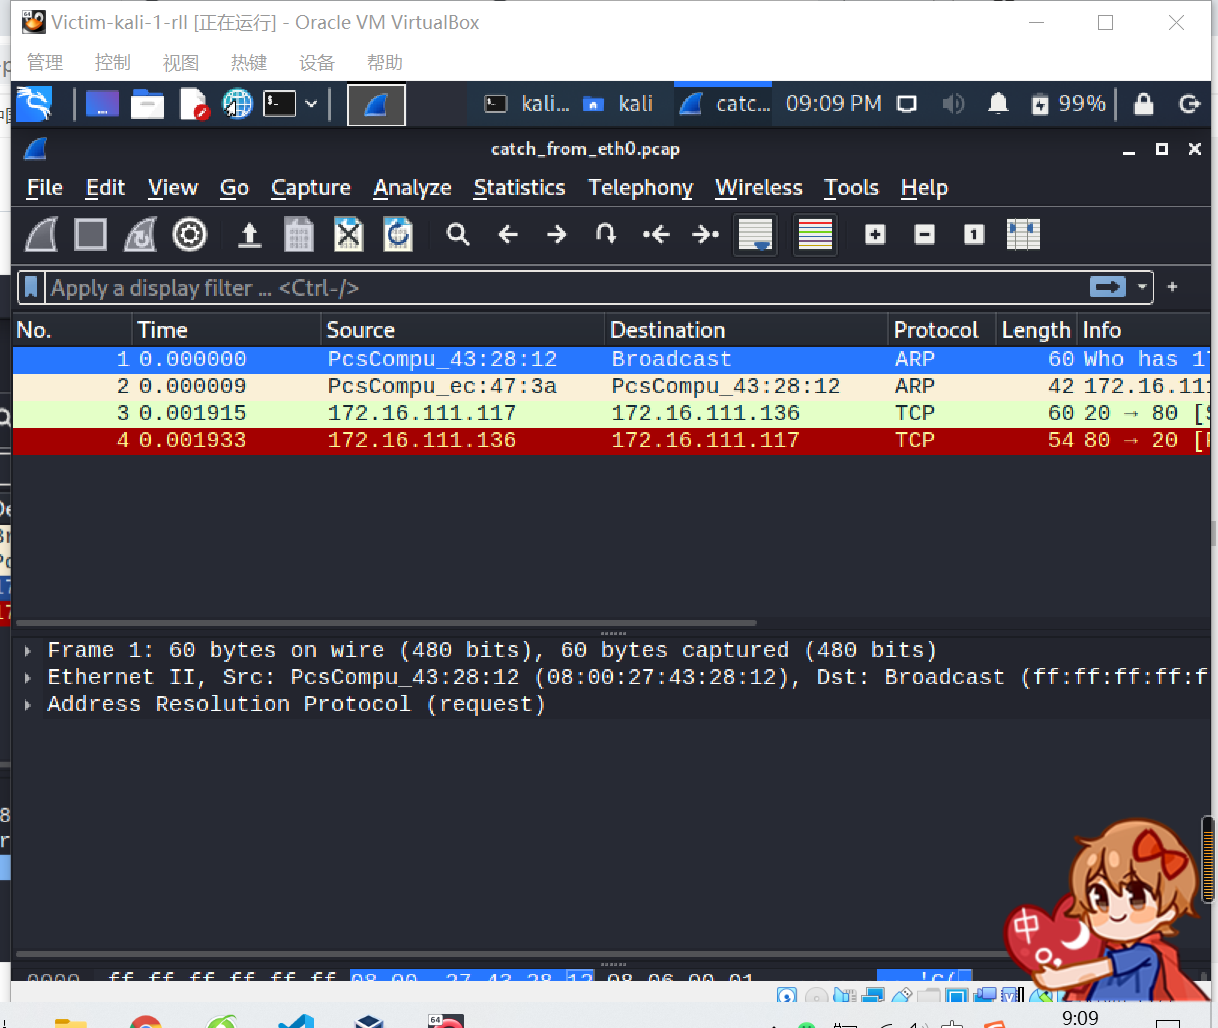 Victim-kali-1-rll [正在运行] - Oracle VM VirtualBox
管理 控制 视图 热键 设备 帮助
kali... kali catc... 09:09 PM 99%
catch_from_eth0.pcap
File Edit View Go Capture Analyze Statistics Telephony Wireless Tools Help
Apply a display filter ... <Ctrl-/>
No. Time Source Destination Protocol Length Info
1 0.000000 PcsCompu_43:28:12 Broadcast ARP 60 Who has
2 0.000009 PcsCompu_ec:47:3a PcsCompu_43:28:12 ARP 42 172.16.11
3 0.001915 172.16.111.117 172.16.111.136 TCP 60 20 → 80 [
4 0.001933 172.16.111.136 172.16.111.117 TCP 54 80 → 20 [
Frame 1: 60 bytes on wire (480 bits), 60 bytes captured (480 bits)
Ethernet II, Src: PcsCompu_43:28:12 (08:00:27:43:28:12), Dst: Broadcast (ff:ff:ff:ff:f
Address Resolution Protocol (request)
0000 ff ff ff ff ff ff 08 00 27 43 28 12 08 06 00 01
中
9:09